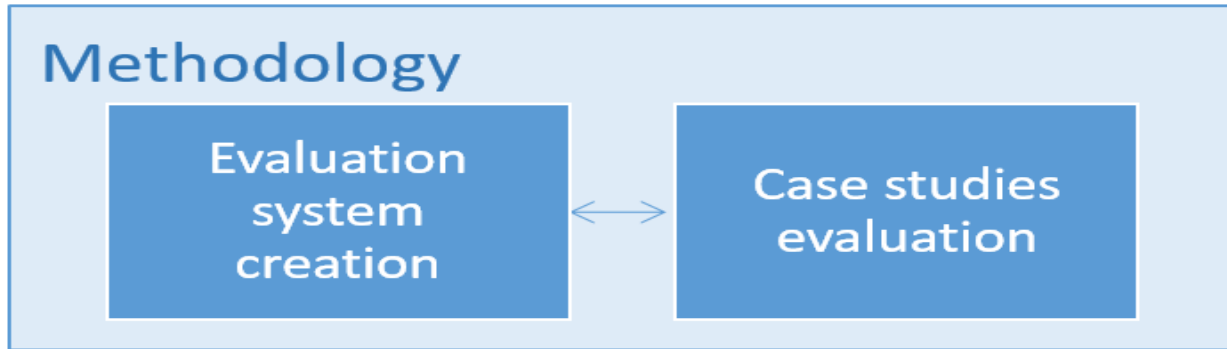 Methodology
Evaluation
system
creation
Case studies
evaluation